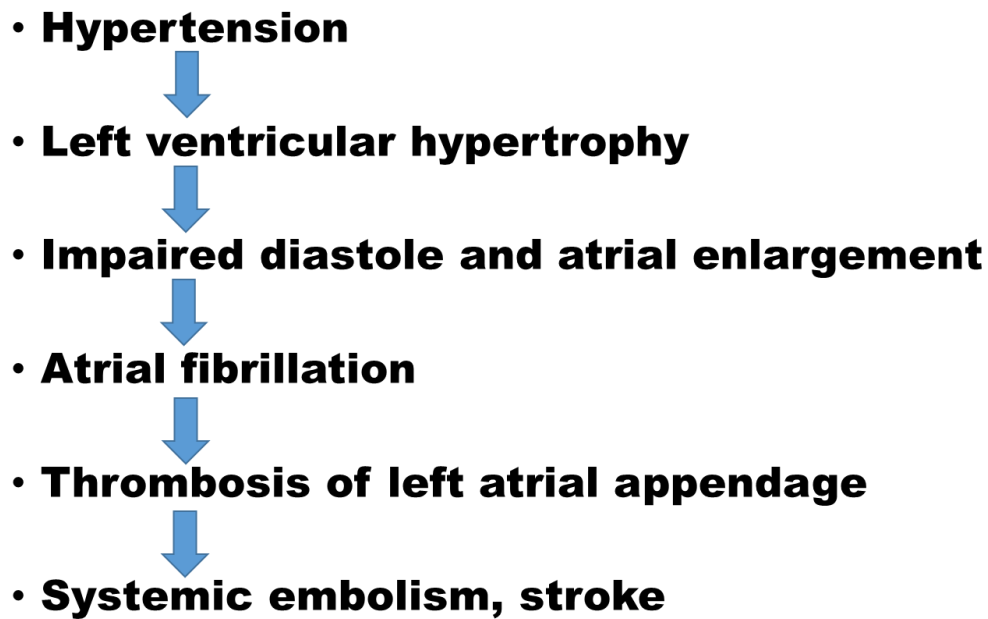 • Hypertension
• Left ventricular hypertrophy
• Impaired diastole and atrial enlargement
• Atrial fibrillation
• Thrombosis of left atrial appendage
• Systemic embolism, stroke